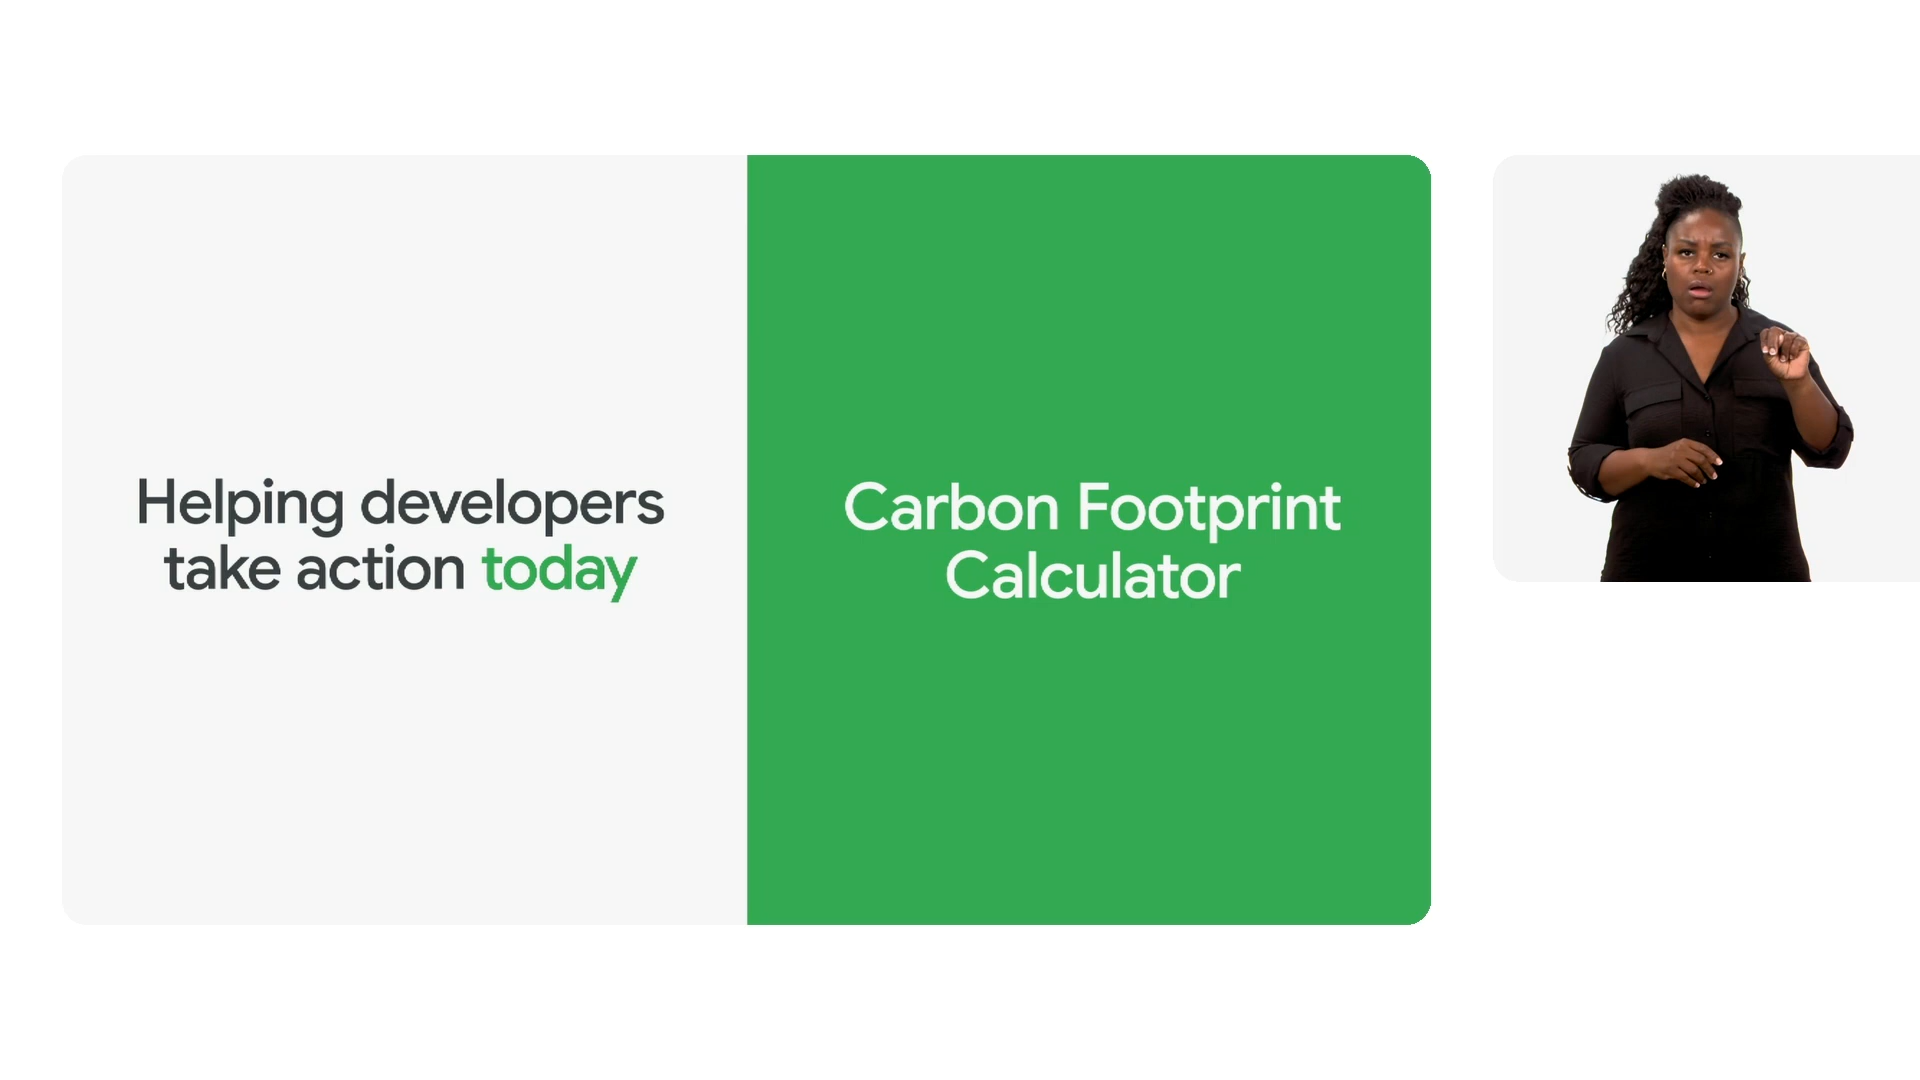 Helping developers
take action today
Carbon Footprint
Calculator